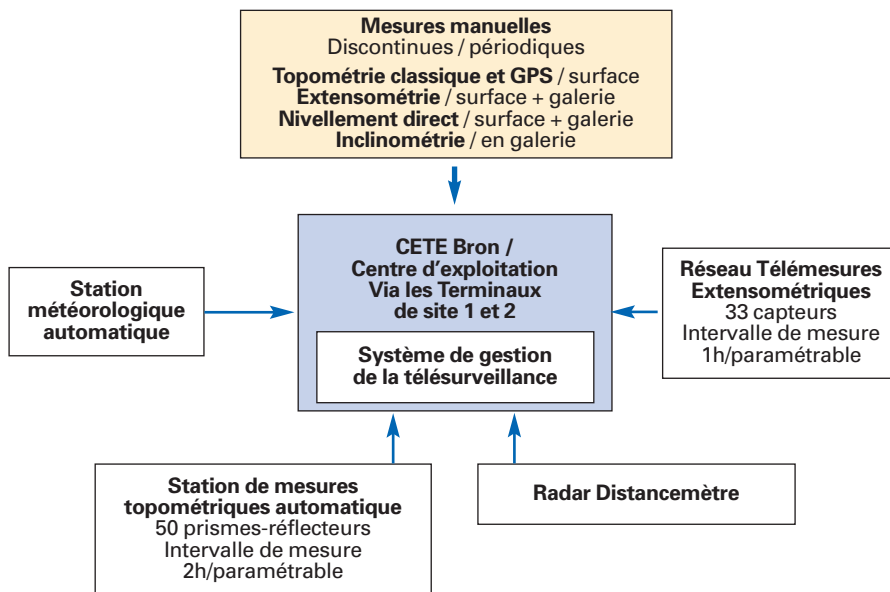 Mesures manuelles
Discontinues / périodiques
Topométrie classique et GPS / surface
Extensométrie / surface + galerie
Nivellement direct / surface + galerie
Inclinométrie / en galerie
CETE Bron /
Centre d'exploitation
Via les Terminaux
de site 1 et 2
Système de gestion
de la télésurveillance
Station
météorologique
automatique
Réseau Télémesures
Extensométriques
33 capteurs
Intervalle de mesure
1h/paramétrable
Station de mesures
topométriques automatique
50 prismes-réflecteurs
Intervalle de mesure
2h/paramétrable
Radar Distancemètre